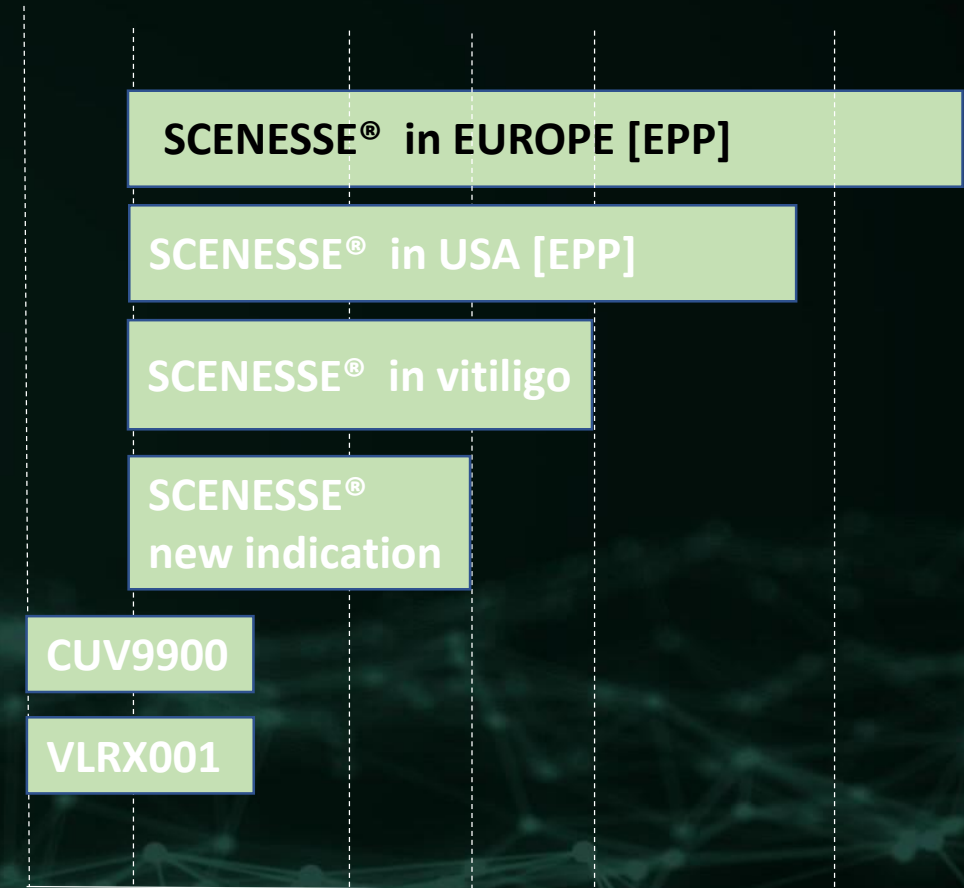 SCENESSE® in EUROPE [EPP]
SCENESSE® in USA [EPP]
SCENESSE® in vitiligo
SCENESSE®
new indication
CUV9900
VLRX001